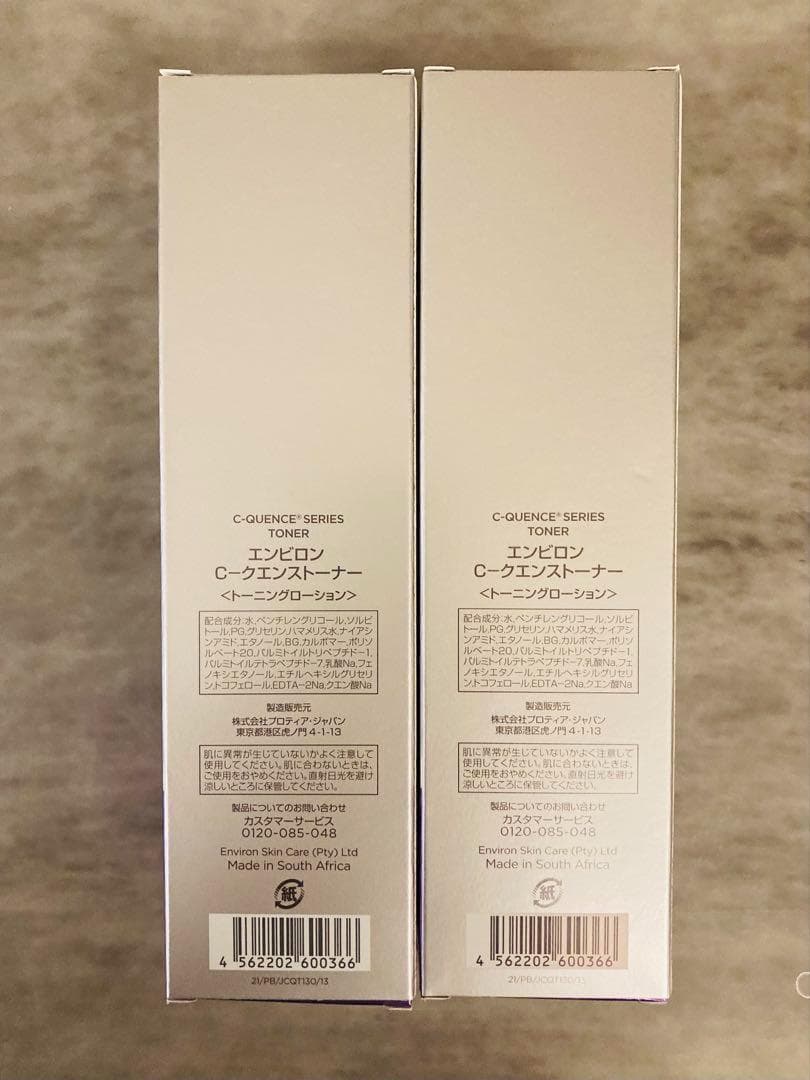 C-QUENCE® SERIES
TONER
エンビロン
C-クエンストーナー
<トーニングローション>
配合成分:水,ペンチレングリコール,ソルビ
トール,PG,グリセリン,ハマメリス水,ナイアシ
ンアミド,エタノール,BG,カルボマー,ポリソ
ルベート20,パルミトイルトリペプチド-1,
パルミトイルテトラペプチド-7,乳酸Na,フェ
ノキシエタノール,エチルヘキシルグリセリ
ン,トコフェロール,EDTA-2Na,クエン酸Na
製造販売元
株式会社プロティア・ジャパン
東京都港区虎ノ門 4-1-13
肌に異常が生じていないかよく注意して
使用してください。肌に合わないときは、
ご使用をおやめください。直射日光を避け
涼しいところに保管してください。
製品についてのお問い合わせ
カスタマーサービス
0120-085-048
Environ Skin Care (Pty) Ltd
Made in South Africa
紙
4 562202 600366
21/PB/JCQT130/13
C-QUENCE® SERIES
TONER
エンビロン
C-クエンストーナー
<トーニングローション>
配合成分:水,ペンチレングリコール,ソルビ
トール,PG,グリセリン,ハマメリス水,ナイアシ
ンアミド,エタノール,BG,カルボマー,ポリソ
ルベート20,パルミトイルトリペプチド-1,
パルミトイルテトラペプチド-7,乳酸Na,フェ
ノキシエタノール,エチルヘキシルグリセリ
ン,トコフェロール,EDTA-2Na,クエン酸Na
製造販売元
株式会社プロティア・ジャパン
東京都港区虎ノ門 4-1-13
肌に異常が生じていないかよく注意して
使用してください。肌に合わないときは、
ご使用をおやめください。直射日光を避け
涼しいところに保管してください。
製品についてのお問い合わせ
カスタマーサービス
0120-085-048
Environ Skin Care (Pty) Ltd
Made in South Africa
紙
4 562202 600366
21/PB/JCQT130/13